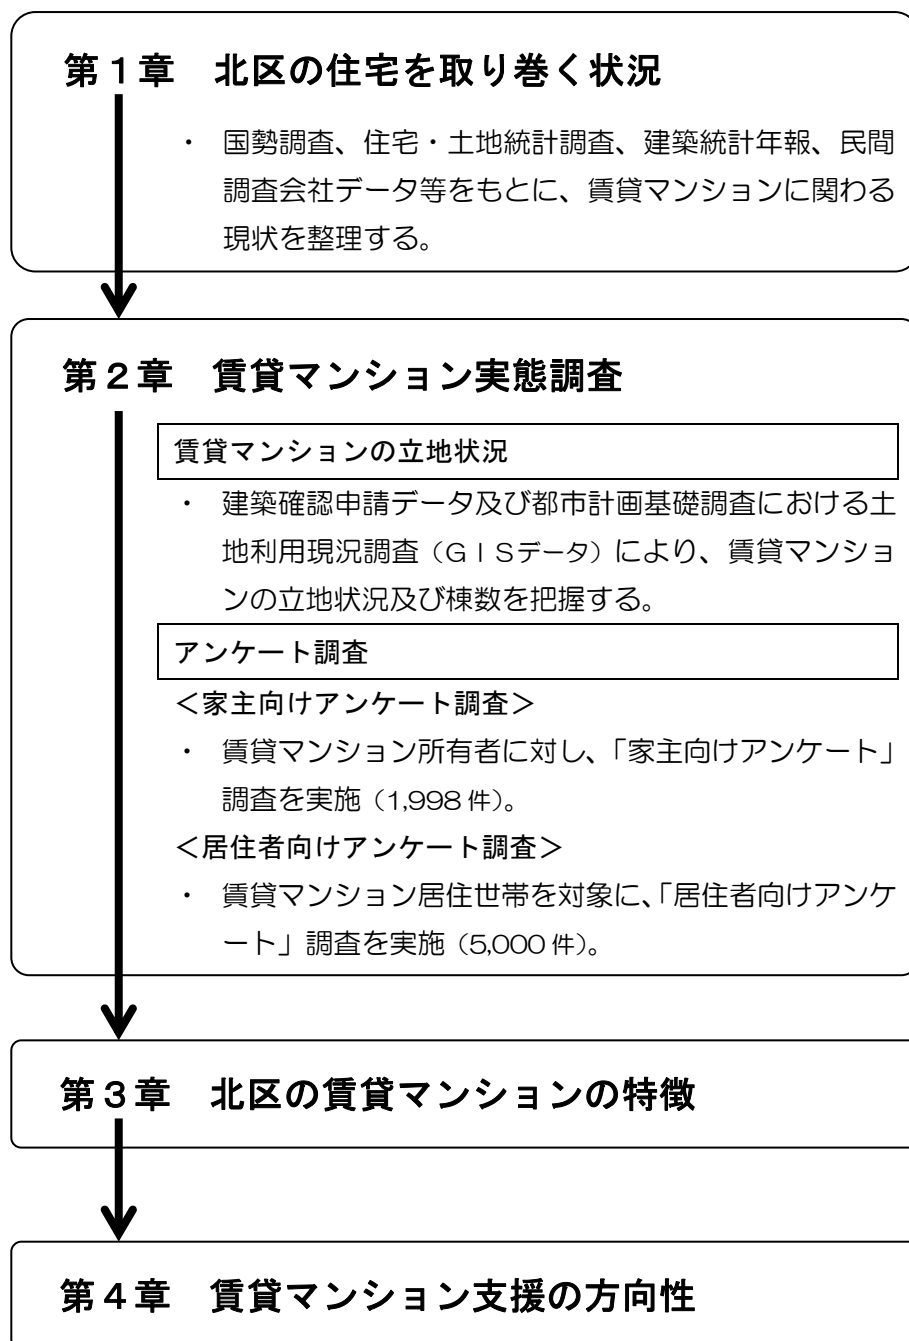 第1章　北区の住宅を取り巻く状況
・　国勢調査、住宅・土地統計調査、建築統計年報、民間
調査会社データ等をもとに、賃貸マンションに関わる
現状を整理する。
第2章　賃貸マンション実態調査
賃貸マンションの立地状況
・　建築確認申請データ及び都市計画基礎調査における土
地利用現況調査（GISデータ）により、賃貸マンショ
ンの立地状況及び棟数を把握する。
アンケート調査
＜家主向けアンケート調査＞
・　賃貸マンション所有者に対し、「家主向けアンケート」
調査を実施（1,998件）。
＜居住者向けアンケート調査＞
・　賃貸マンション居住世帯を対象に、「居住者向けアンケ
ート」調査を実施（5,000件）。
第3章　北区の賃貸マンションの特徴
第4章　賃貸マンション支援の方向性